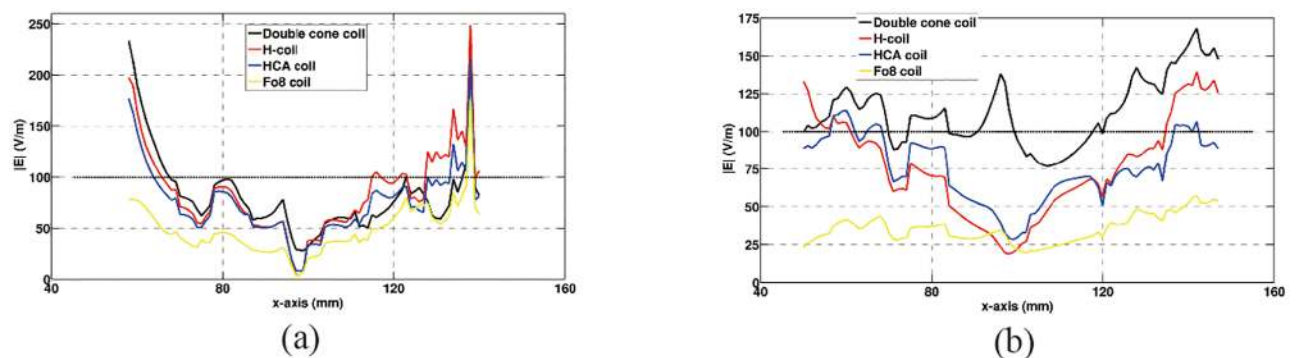 250
200
150
100
50
0
|E| (V/m)
Double cone coil
H-coil
HCA coil
Fo8 coil
40
80
120
160
x-axis (mm)
(a)
175
150
125
100
75
50
25
0
|E| (V/m)
Double cone coil
H-coil
HCA coil
Fo8 coil
40
80
120
160
x-axis (mm)
(b)